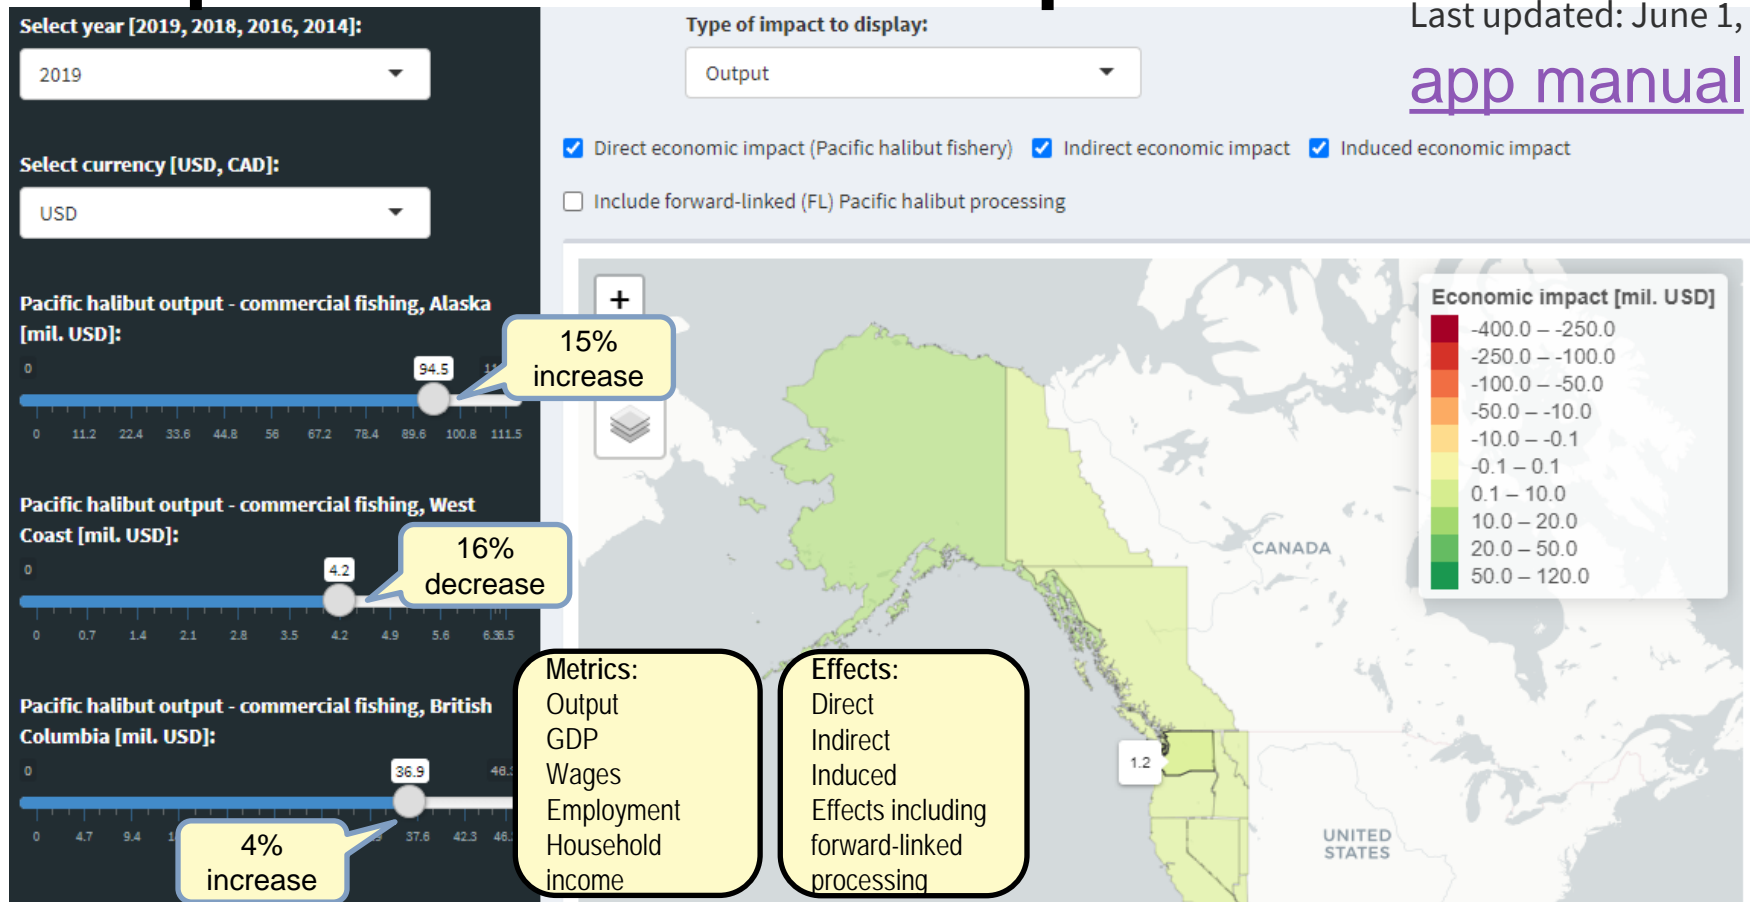 Select year [2019, 2018, 2016, 2014]:
2019
Select currency [USD, CAD]:
USD
Pacific halibut output - commercial fishing, Alaska
[mil. USD]:
0
94.5
15%
increase
0 11.2 22.4 33.6 44.8 56 67.2 78.4 89.6 100.8 111.5
Pacific halibut output - commercial fishing, West
Coast [mil. USD]:
0
4.2
16%
decrease
0 0.7 1.4 2.1 2.8 3.5 4.2 4.9 5.6
Pacific halibut output - commercial fishing, British
Columbia [mil. USD]:
0
36.9
0 4.7 9.4 37.6 42.3
4%
increase
Type of impact to display:
Output
Last updated: June 1,
app manual
Direct economic impact (Pacific halibut fishery) Indirect economic impact Induced economic impact
Include forward-linked (FL) Pacific halibut processing
+
Economic impact [mil. USD]
-400.0 – -250.0
-250.0 – -100.0
-100.0 – -50.0
-50.0 – -10.0
-10.0 – -0.1
-0.1 – 0.1
0.1 – 10.0
10.0 – 20.0
20.0 – 50.0
50.0 – 120.0
CANADA
1.2
UNITED
STATES
Metrics:
Output
GDP
Wages
Employment
Household
income
Effects:
Direct
Indirect
Induced
Effects including
forward-linked
processing